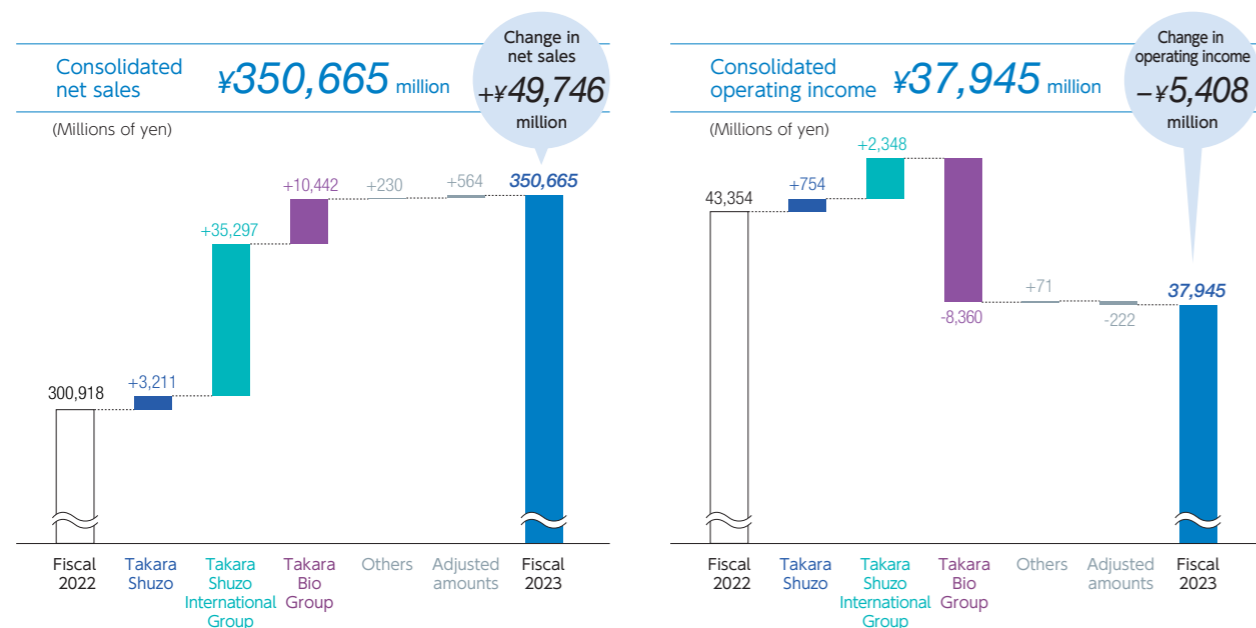 Consolidated
net sales
¥350,665 million
Change in
net sales
+¥49,746
million
(Millions of yen)
300,918
+3,211
+35,297
+10,442
+230
+564
350,665
Fiscal
2022
Takara
Shuzo
Takara
Shuzo
International
Group
Takara
Bio
Group
Others
Adjusted
amounts
Fiscal
2023
Consolidated
operating income
¥37,945 million
Change in
operating income
−¥5,408
million
(Millions of yen)
43,354
+754
+2,348
-8,360
+71
-222
37,945
Fiscal
2022
Takara
Shuzo
Takara
Shuzo
International
Group
Takara
Bio
Group
Others
Adjusted
amounts
Fiscal
2023